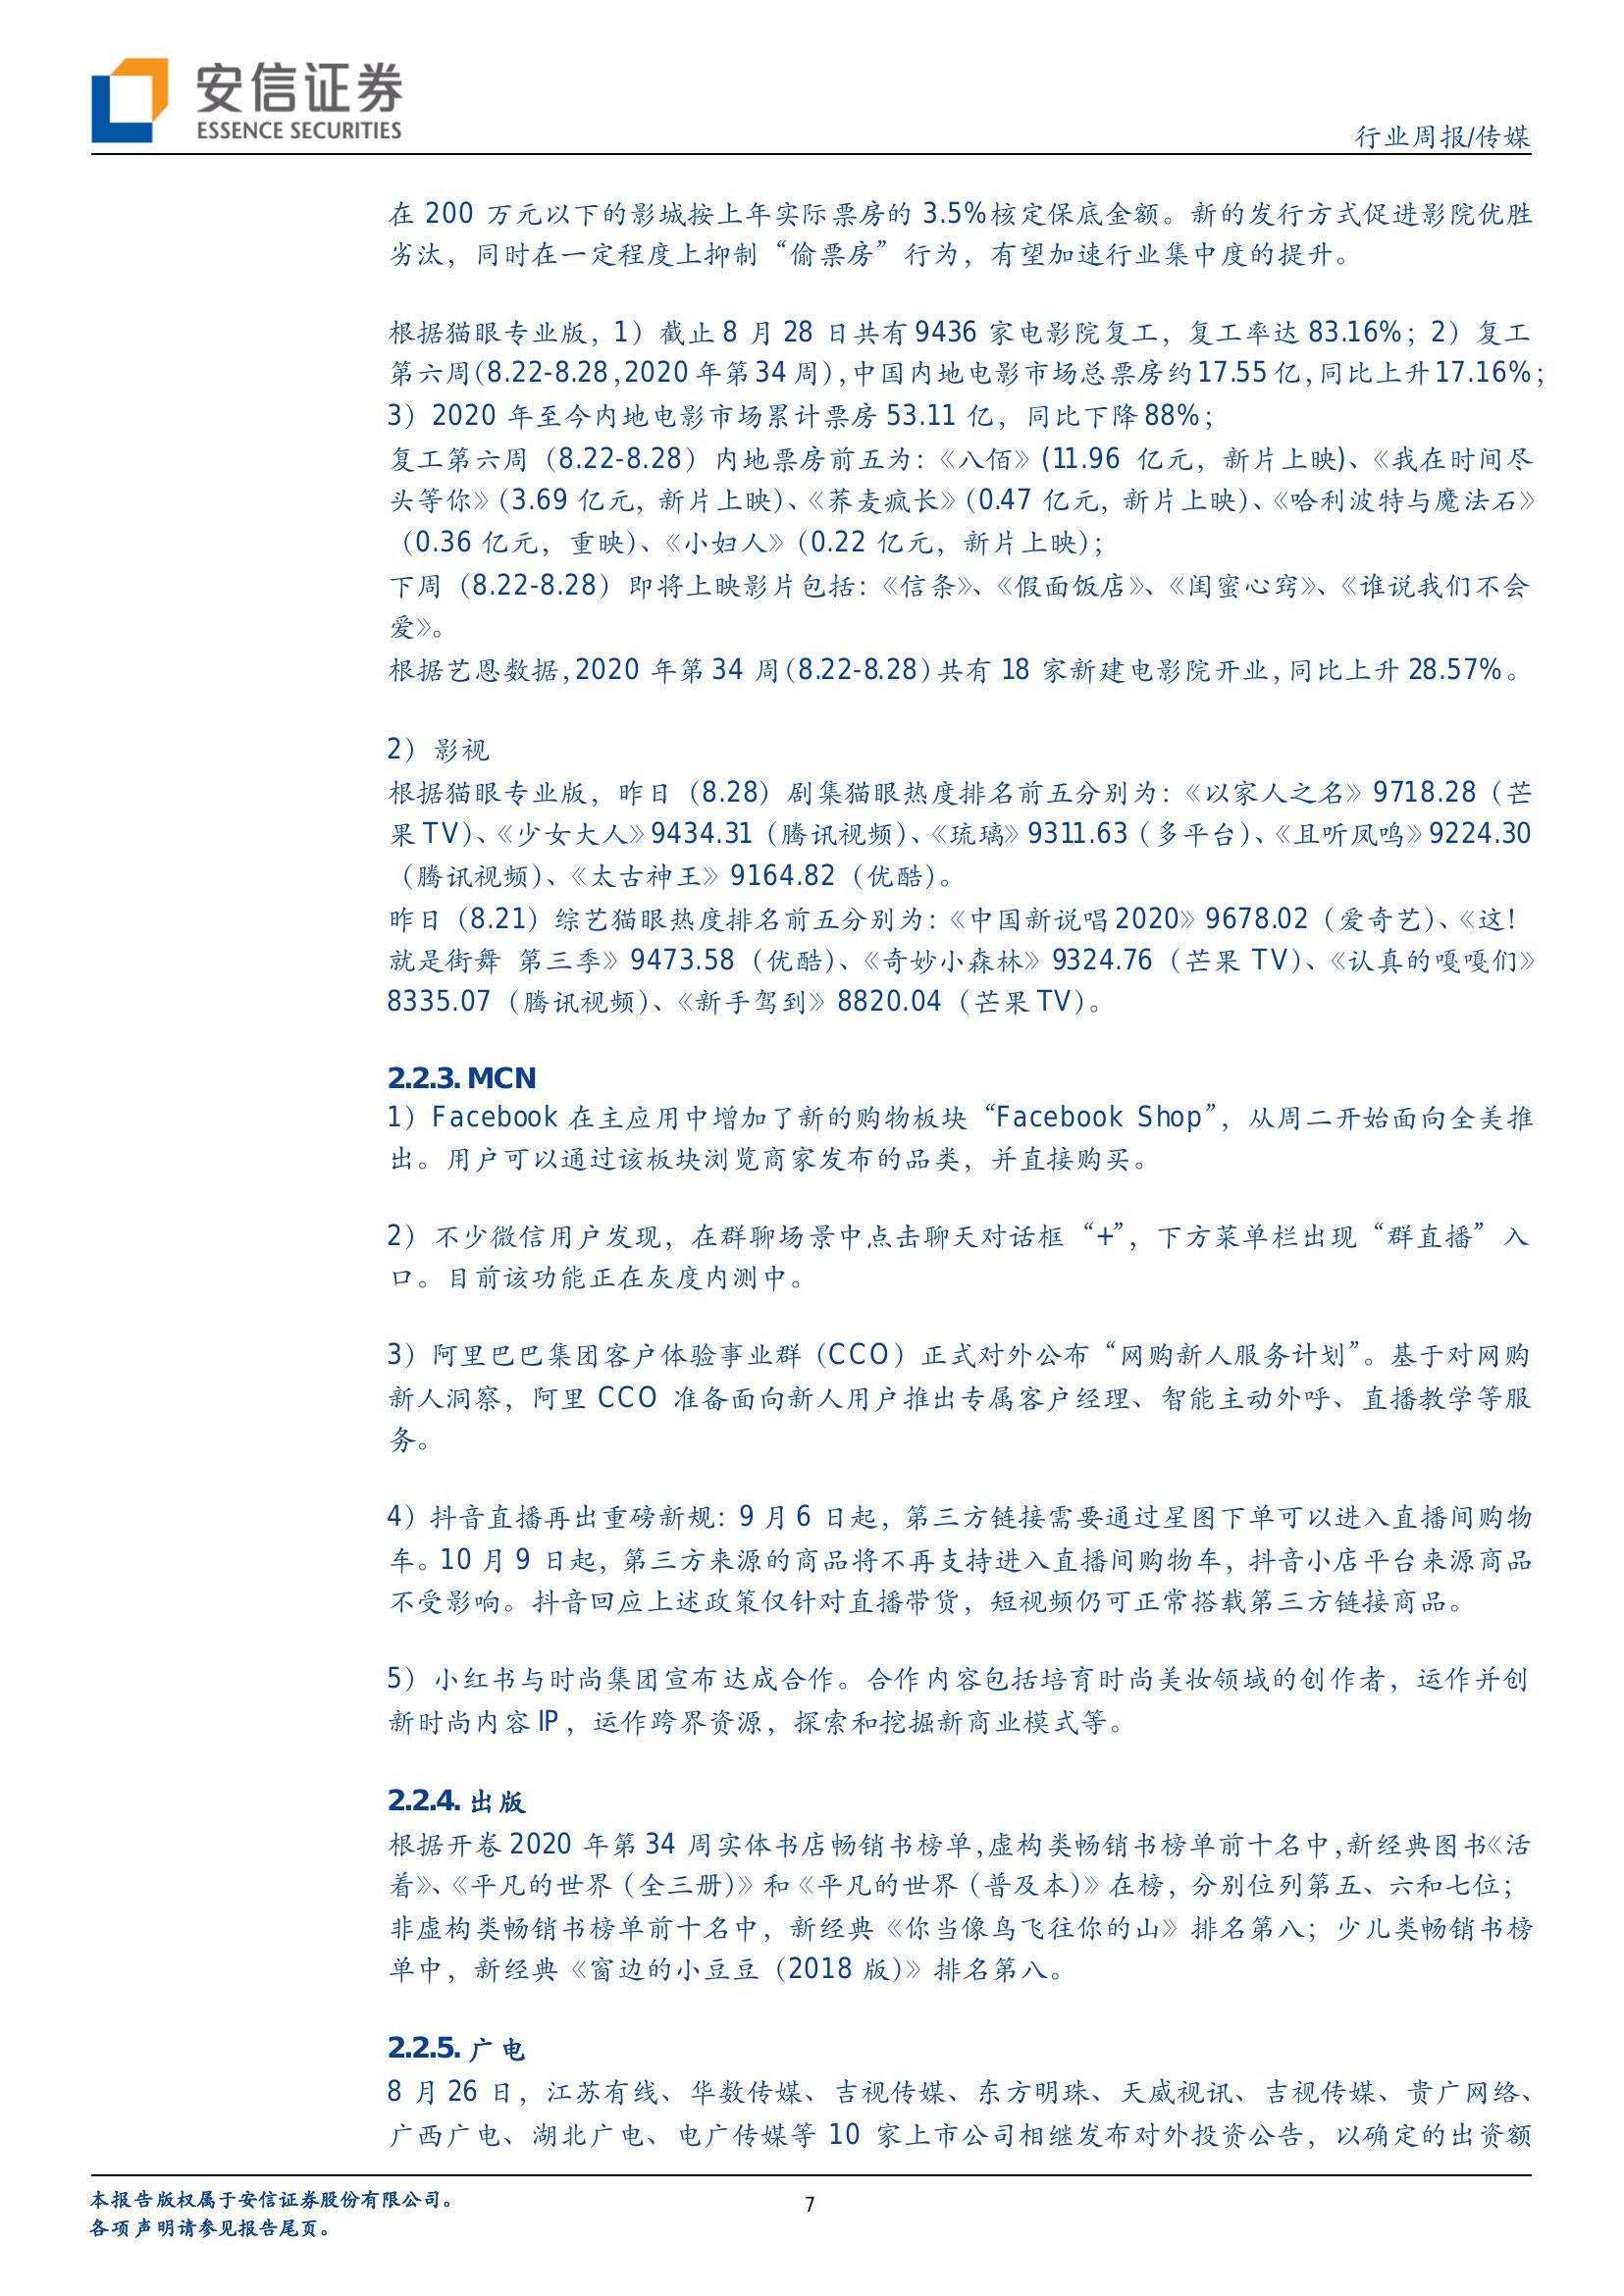 安信证券
ESSENCE SECURITIES
行业周报/传媒
在 200 万元以下的影城按上年实际票房的 3.5%核定保底金额。新的发行方式促进影院优胜
劣汰，同时在一定程度上抑制“偷票房”行为，有望加速行业集中度的提升。
根据猫眼专业版，1）截止 8 月 28 日共有 9436 家电影院复工，复工率达 83.16%；2）复工
第六周(8.22-8.28,2020 年第 34 周),中国内地电影市场总票房约 17.55 亿,同比上升 17.16%；
3）2020 年至今内地电影市场累计票房 53.11 亿，同比下降 88%；
复工第六周（8.22-8.28）内地票房前五为：《八佰》(11.96 亿元，新片上映)、《我在时间尽
头等你》(3.69 亿元，新片上映)、《荞麦疯长》(0.47 亿元，新片上映)、《哈利波特与魔法石》
（0.36 亿元，重映)、《小妇人》(0.22 亿元，新片上映)；
下周（8.22-8.28）即将上映影片包括：《信条》、《假面饭店》、《闺蜜心窍》、《谁说我们不会
爱》。
根据艺恩数据,2020 年第 34 周(8.22-8.28)共有 18 家新建电影院开业,同比上升 28.57%。
2）影视
根据猫眼专业版，昨日（8.28）剧集猫眼热度排名前五分别为：《以家人之名》9718.28（芒
果 TV）、《少女大人》9434.31（腾讯视频）、《琉璃》9311.63（多平台）、《且听凤鸣》9224.30
（腾讯视频）、《太古神王》9164.82（优酷）。
昨日（8.21）综艺猫眼热度排名前五分别为：《中国新说唱 2020》9678.02（爱奇艺）、《这！
就是街舞 第三季》9473.58（优酷）、《奇妙小森林》9324.76（芒果 TV）、《认真的嘎嘎们》
8335.07（腾讯视频）、《新手驾到》8820.04（芒果 TV）。
2.2.3. MCN
1）Facebook 在主应用中增加了新的购物板块“Facebook Shop”，从周二开始面向全美推
出。用户可以通过该板块浏览商家发布的品类，并直接购买。
2）不少微信用户发现，在群聊场景中点击聊天对话框“+”，下方菜单栏出现“群直播”入
口。目前该功能正在灰度内测中。
3）阿里巴巴集团客户体验事业群（CCO）正式对外公布“网购新人服务计划”。基于对网购
新人洞察，阿里 CCO 准备面向新人用户推出专属客户经理、智能主动外呼、直播教学等服
务。
4）抖音直播再出重磅新规：9 月 6 日起，第三方链接需要通过星图下单可以进入直播间购物
车。10 月 9 日起，第三方来源的商品将不再支持进入直播间购物车，抖音小店平台来源商品
不受影响。抖音回应上述政策仅针对直播带货，短视频仍可正常搭载第三方链接商品。
5）小红书与时尚集团宣布达成合作。合作内容包括培育时尚美妆领域的创作者，运作并创
新时尚内容 IP，运作跨界资源，探索和挖掘新商业模式等。
2.2.4. 出版
根据开卷 2020 年第 34 周实体书店畅销书榜单,虚构类畅销书榜单前十名中,新经典图书《活
着》、《平凡的世界（全三册）》和《平凡的世界（普及本）》在榜，分别位列第五、六和七位；
非虚构类畅销书榜单前十名中，新经典《你当像鸟飞往你的山》排名第八；少儿类畅销书榜
单中，新经典《窗边的小豆豆（2018 版）》排名第八。
2.2.5. 广电
8 月 26 日，江苏有线、华数传媒、吉视传媒、东方明珠、天威视讯、吉视传媒、贵广网络、
广西广电、湖北广电、电广传媒等 10 家上市公司相继发布对外投资公告，以确定的出资额
本报告版权属于安信证券股份有限公司。
各项声明请参见报告尾页。
7